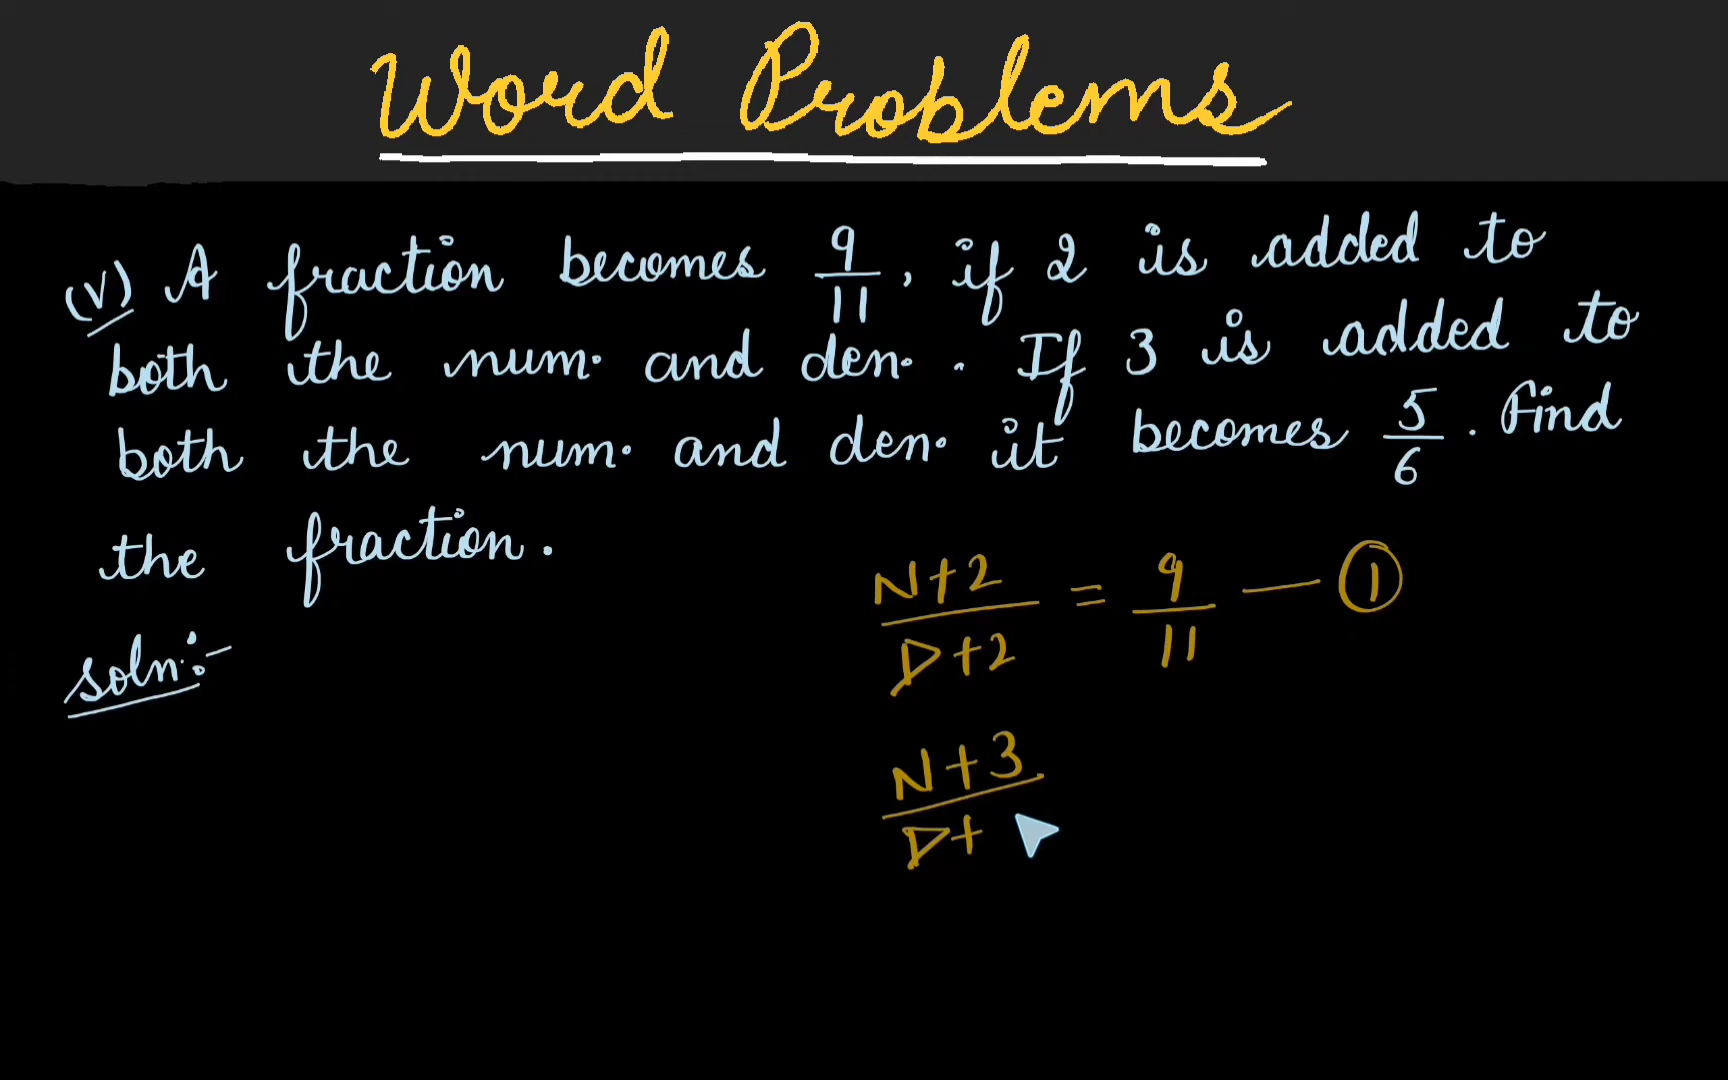 Word Problems
(V) A fraction becomes 9/11, if 2 is added to
both the num. and den. . If 3 is added to
both the num. and den. it becomes 5/6. Find
the fraction.
N+2/D+2 = 9/11 — ①
soln:-
N+3/D+